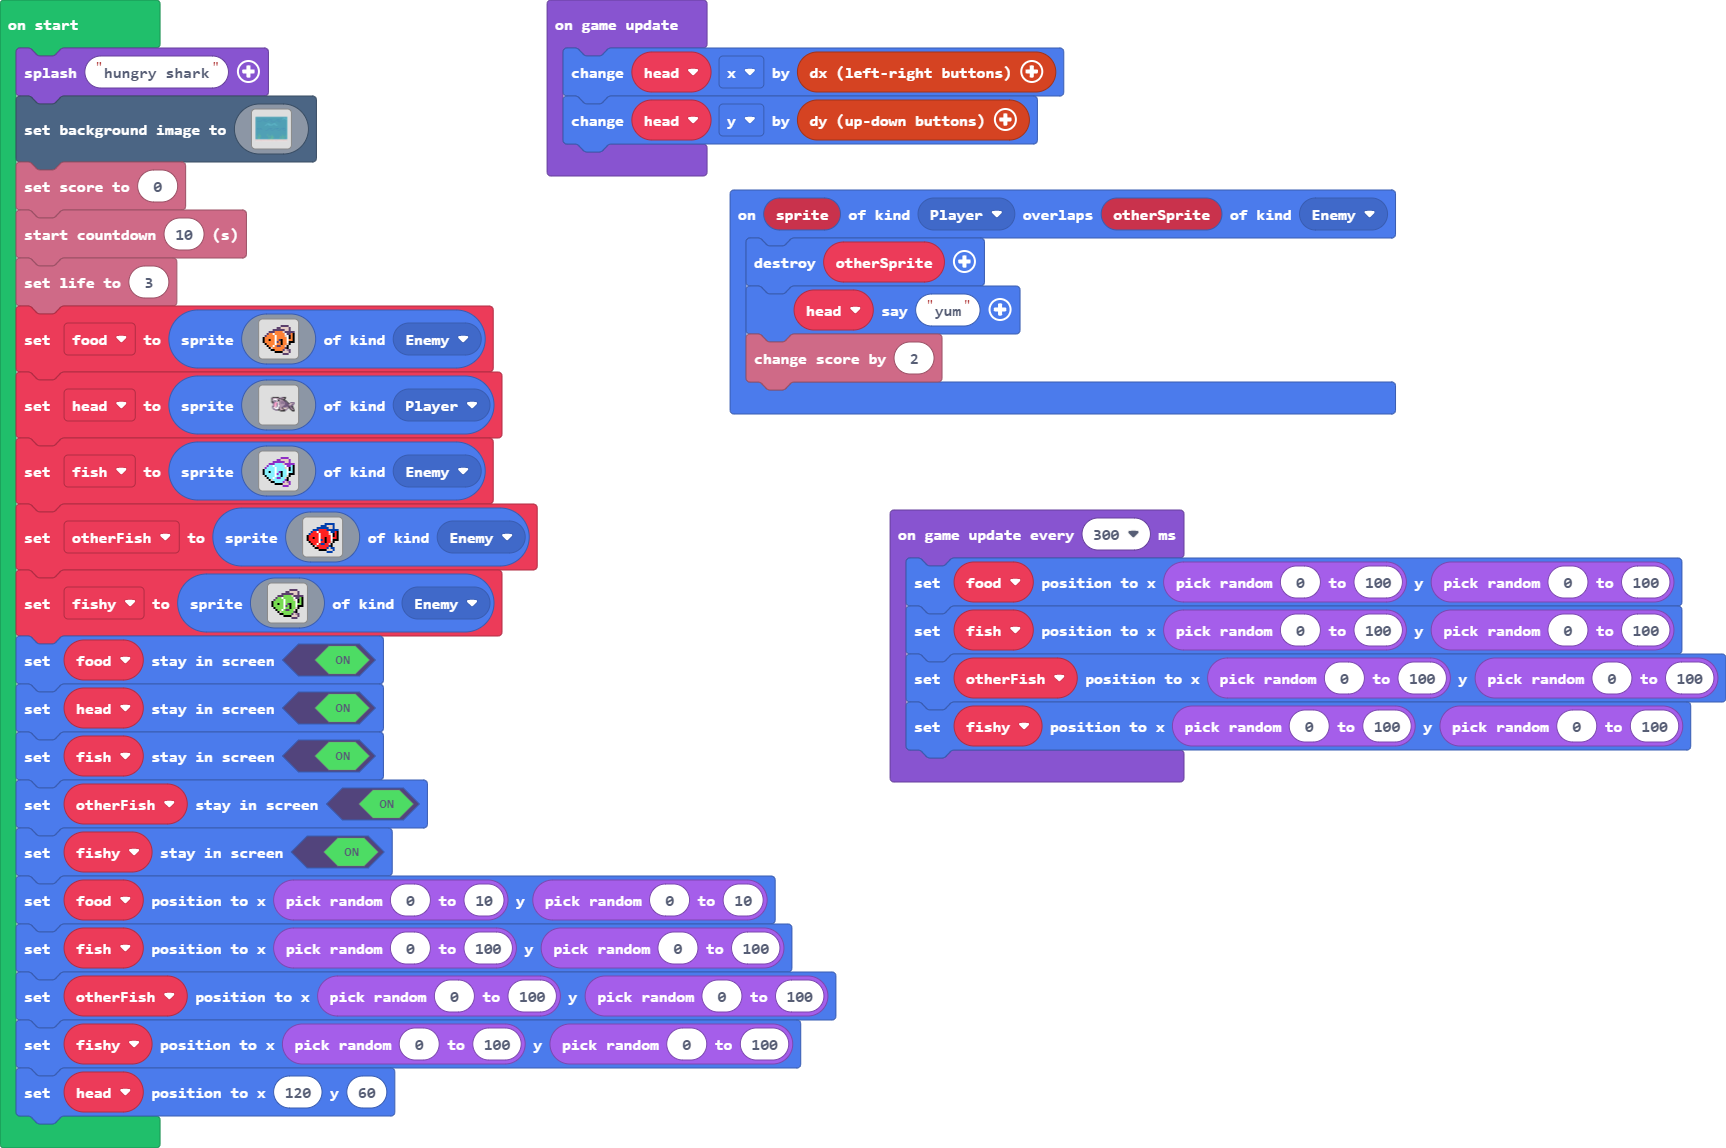 on start
splash "hungry shark"
set background image to
set score to 0
start countdown 10 (s)
set life to 3
set food to sprite of kind Enemy
set head to sprite of kind Player
set fish to sprite of kind Enemy
set otherFish to sprite of kind Enemy
set fishy to sprite of kind Enemy
set food stay in screen ON
set head stay in screen ON
set fish stay in screen ON
set otherFish stay in screen ON
set fishy stay in screen ON
set food position to x pick random 0 to 10 y pick random 0 to 10
set fish position to x pick random 0 to 100 y pick random 0 to 100
set otherFish position to x pick random 0 to 100 y pick random 0 to 100
set fishy position to x pick random 0 to 100 y pick random 0 to 100
set head position to x 120 y 60
on game update
change head x by dx (left-right buttons)
change head y by dy (up-down buttons)
on sprite of kind Player overlaps otherSprite of kind Enemy
destroy otherSprite
head say "yum"
change score by 2
on game update every 300 ms
set food position to x pick random 0 to 100 y pick random 0 to 100
set fish position to x pick random 0 to 100 y pick random 0 to 100
set otherFish position to x pick random 0 to 100 y pick random 0 to 100
set fishy position to x pick random 0 to 100 y pick random 0 to 100